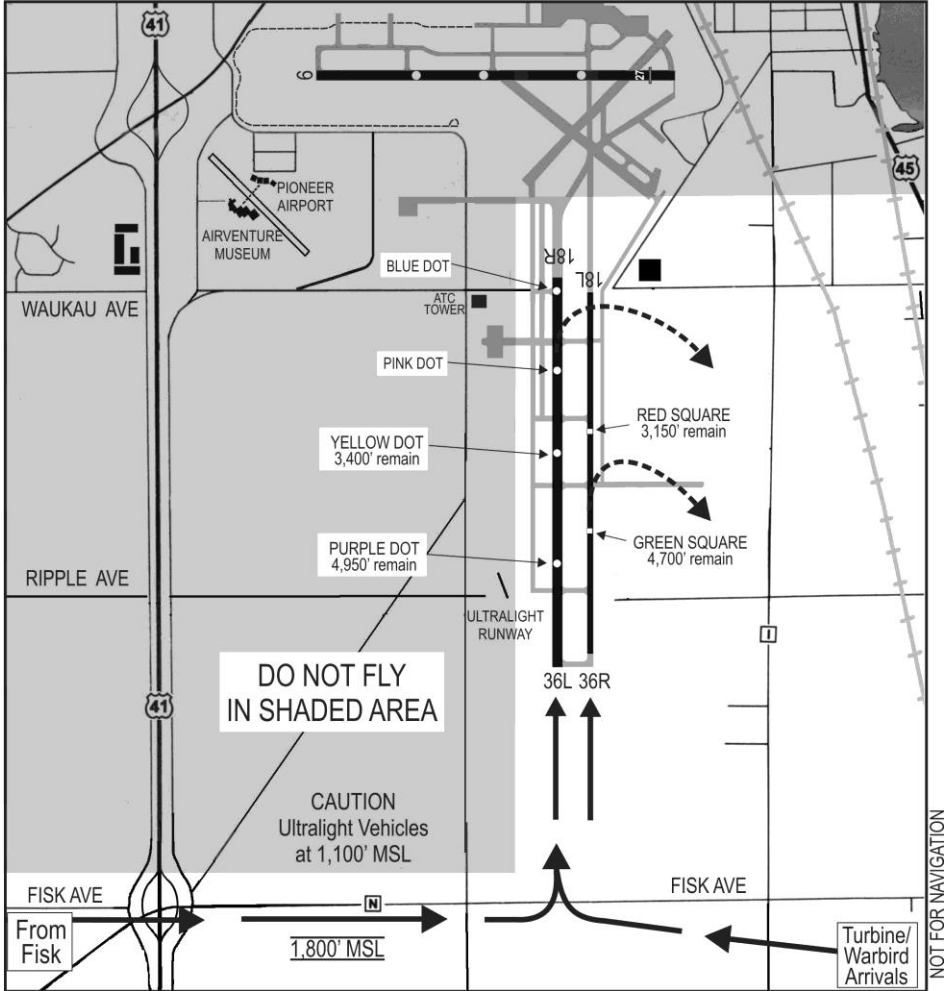 41
9
27
45
PIONEER
AIRPORT
AIRVENTURE
MUSEUM
18R
BLUE DOT
18L
WAUKAU AVE
ATC
TOWER
PINK DOT
RED SQUARE
3,150' remain
YELLOW DOT
3,400' remain
PURPLE DOT
4,950' remain
GREEN SQUARE
4,700' remain
RIPPLE AVE
ULTRALIGHT
RUNWAY
I
DO NOT FLY
IN SHADED AREA
36L 36R
41
CAUTION
Ultralight Vehicles
at 1,100' MSL
FISK AVE
N
FISK AVE
From
Fisk
1,800' MSL
Turbine/
Warbird
Arrivals
NOT FOR NAVIGATION